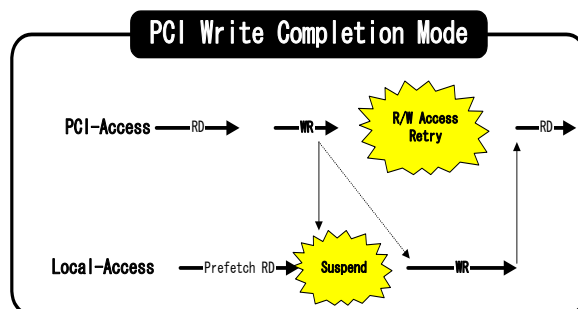 PCI Write Completion Mode
PCI-Access RD WR R/W Access RD
Retry
Local-Access Prefetch RD Suspend WR